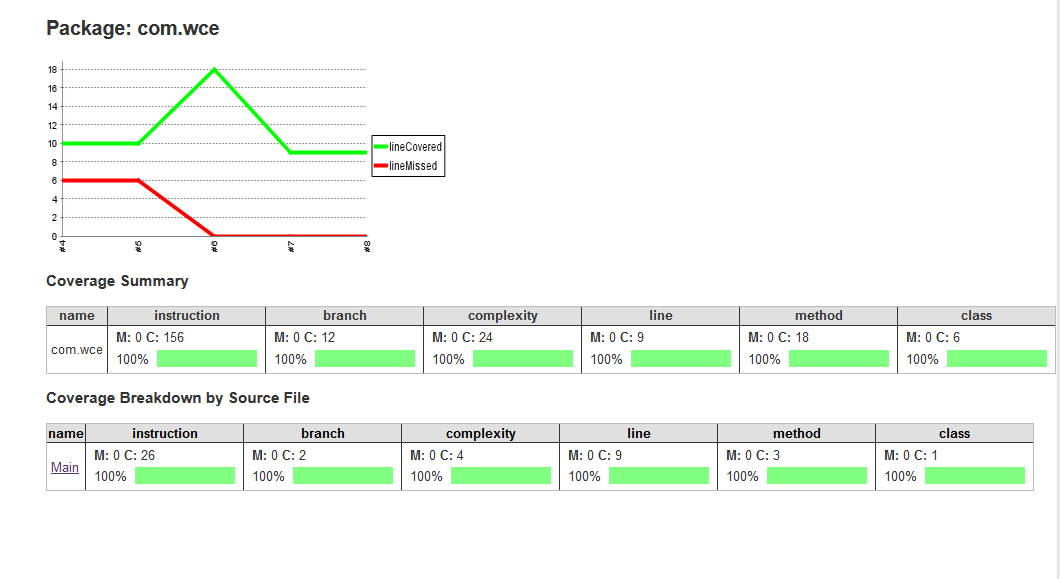 Package: com.wce
18
16
14
12
10
8
6
4
2
0
#4 #5 #6 #7 #8
lineCovered
lineMissed
Coverage Summary
name instruction branch complexity line method class
com.wce M: 0 C: 156 M: 0 C: 12 M: 0 C: 24 M: 0 C: 9 M: 0 C: 18 M: 0 C: 6
100% 100% 100% 100% 100% 100%
Coverage Breakdown by Source File
name instruction branch complexity line method class
Main M: 0 C: 26 M: 0 C: 2 M: 0 C: 4 M: 0 C: 9 M: 0 C: 3 M: 0 C: 1
100% 100% 100% 100% 100% 100%